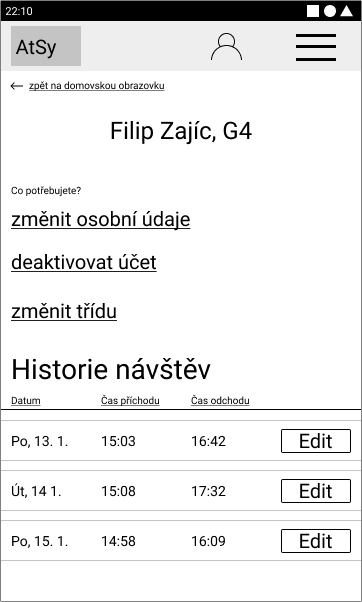 22:10
AtSy
zpět na domovskou obrazovku
Filip Zajíc, G4
Co potřebujete?
změnit osobní údaje
deaktivovat účet
změnit třídu
Historie návštěv
Datum Čas příchodu Čas odchodu
Po, 13. 1. 15:03 16:42 Edit
Út, 14 1. 15:08 17:32 Edit
Po, 15. 1. 14:58 16:09 Edit